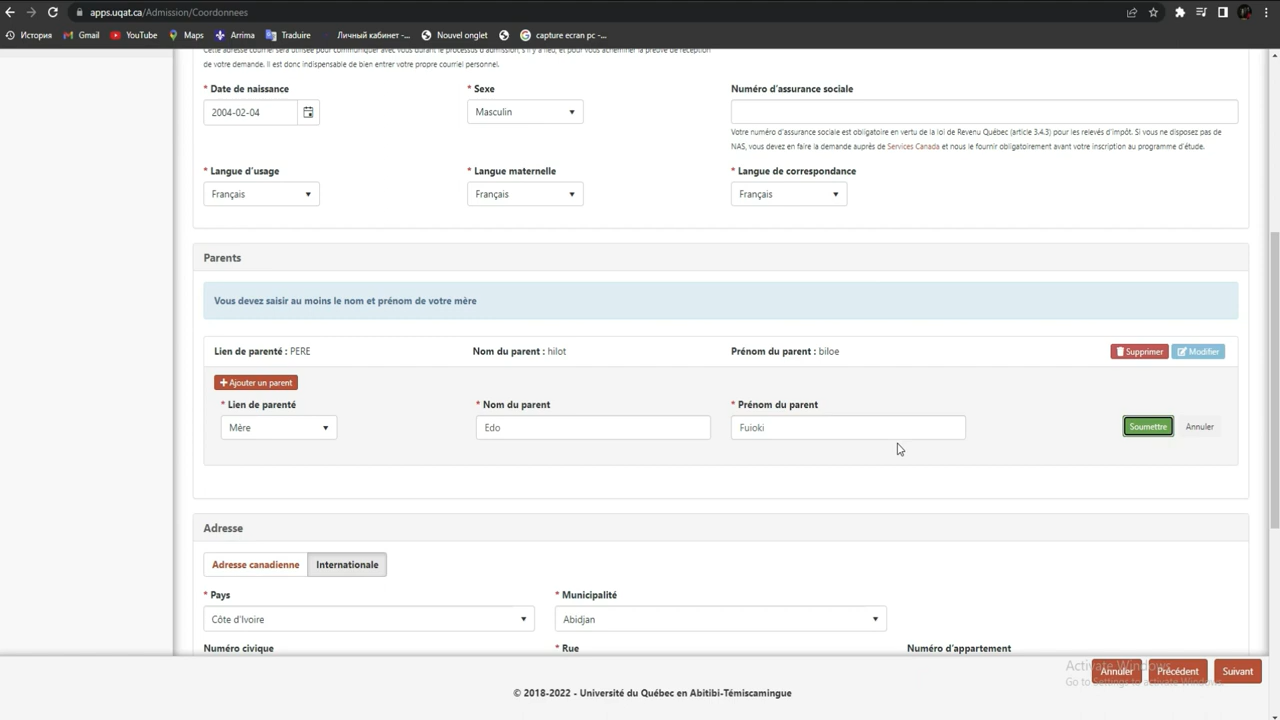 apps.uqat.ca/Admission/Coordonnees
История Gmail YouTube Maps Arrima Traduire Личный кабинет -... Nouvel onglet capture ecran pc -...
Cette adresse courriel sera utilisée pour communiquer avec vous durant le processus d'admission, s'il y a lieu, et pour vous acheminer la preuve de réception
de votre demande. Il est donc indispensable de bien entrer votre propre courriel personnel.
* Date de naissance * Sexe Numéro d'assurance sociale
2004-02-04 Masculin
Votre numéro d'assurance sociale est obligatoire en vertu de la loi de Revenu Québec (article 3.4.3) pour les relevés d'impôt. Si vous ne disposez pas de
NAS, vous devez en faire la demande auprès de Services Canada et nous le fournir obligatoirement avant votre inscription au programme d'étude.
* Langue d'usage * Langue maternelle * Langue de correspondance
Français Français Français
Parents
Vous devez saisir au moins le nom et prénom de votre mère
Lien de parenté : PERE Nom du parent : hilot Prénom du parent : biloe Supprimer Modifier
+ Ajouter un parent
* Lien de parenté * Nom du parent * Prénom du parent
Mère Edo Fuioki Soumettre Annuler
Adresse
Adresse canadienne Internationale
* Pays * Municipalité
Côte d'Ivoire Abidjan
Numéro civique * Rue Numéro d'appartement
Activate Windows
Annuler Précédent Suivant
Go to Settings to activate Windows.
© 2018-2022 - Université du Québec en Abitibi-Témiscamingue